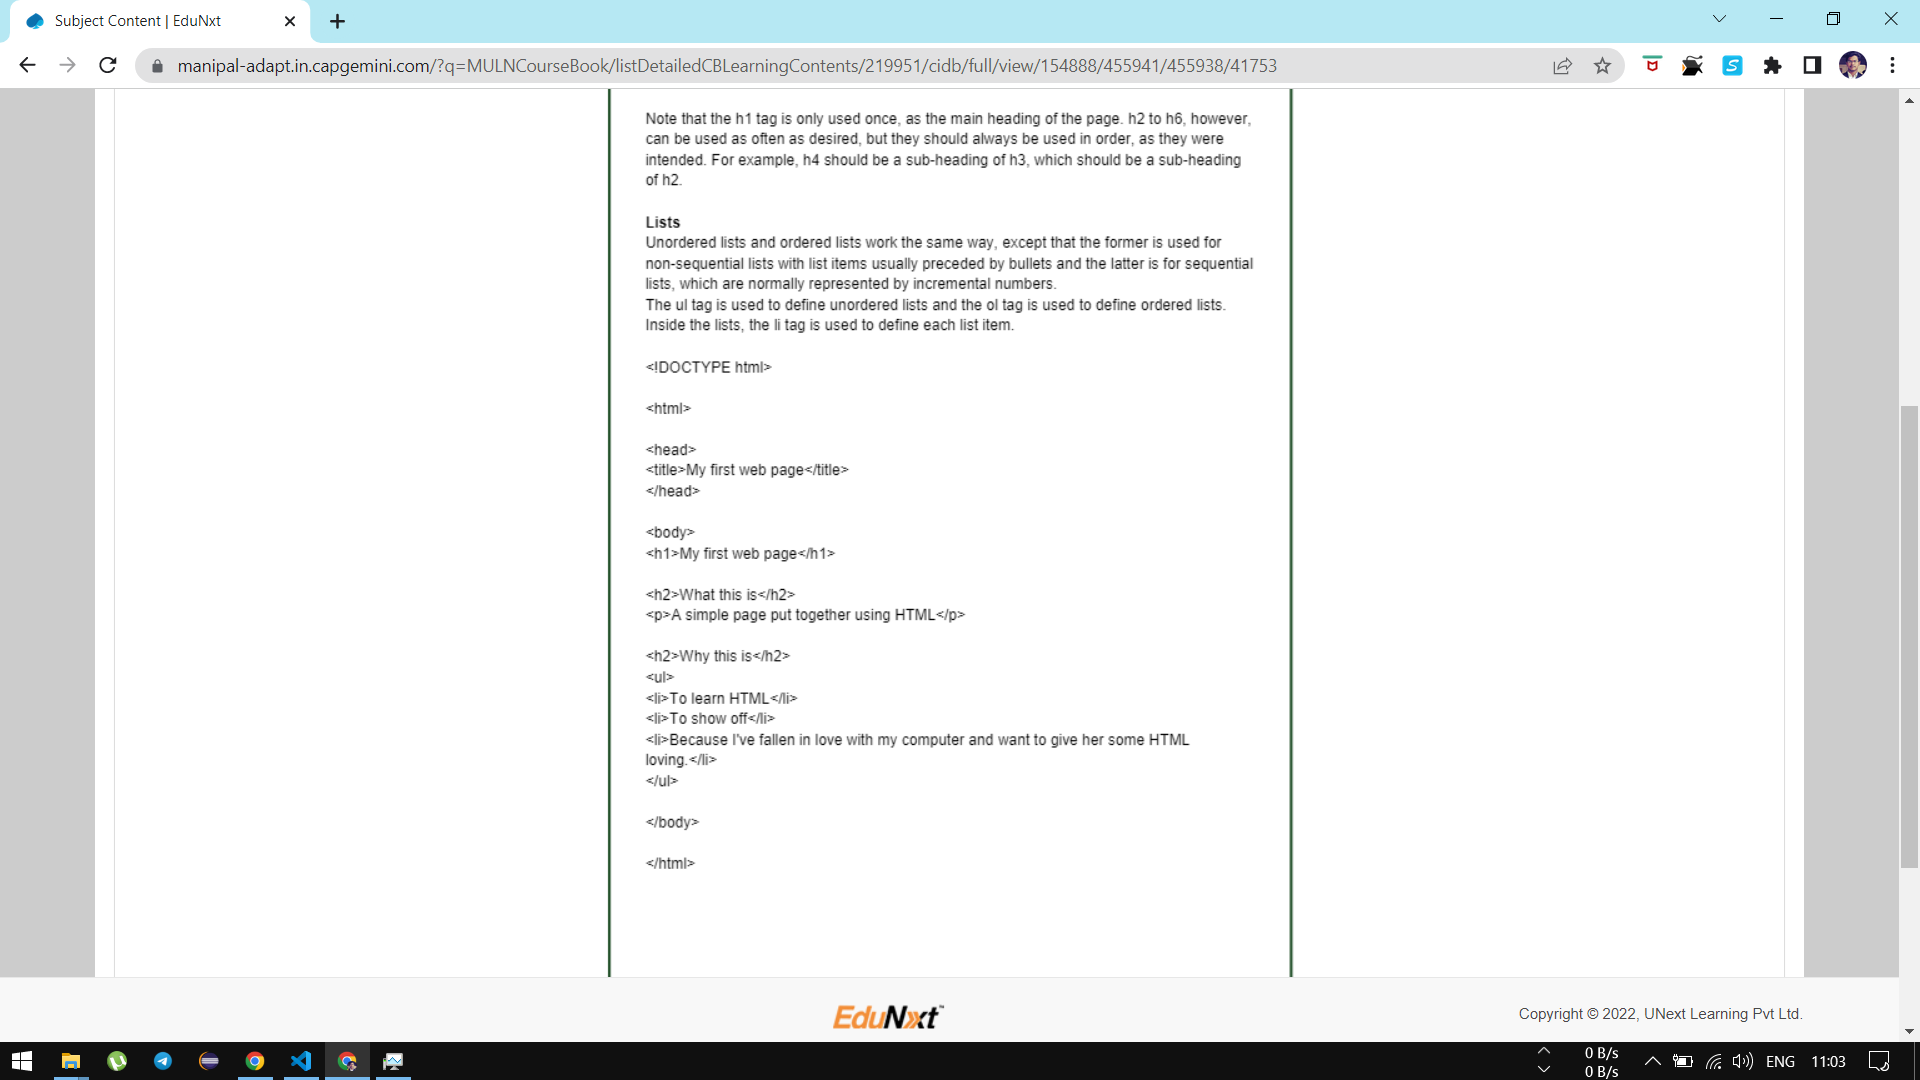 Subject Content | EduNxt
manipal-adapt.in.capgemini.com/?q=MULNCourseBook/listDetailedCBLearningContents/219951/cidb/full/view/154888/455941/455938/41753
Note that the h1 tag is only used once, as the main heading of the page. h2 to h6, however,
can be used as often as desired, but they should always be used in order, as they were
intended. For example, h4 should be a sub-heading of h3, which should be a sub-heading
of h2.
Lists
Unordered lists and ordered lists work the same way, except that the former is used for
non-sequential lists with list items usually preceded by bullets and the latter is for sequential
lists, which are normally represented by incremental numbers.
The ul tag is used to define unordered lists and the ol tag is used to define ordered lists.
Inside the lists, the li tag is used to define each list item.
<!DOCTYPE html>
<html>
<head>
<title>My first web page</title>
</head>
<body>
<h1>My first web page</h1>
<h2>What this is</h2>
<p>A simple page put together using HTML</p>
<h2>Why this is</h2>
<ul>
<li>To learn HTML</li>
<li>To show off</li>
<li>Because I've fallen in love with my computer and want to give her some HTML
loving.</li>
</ul>
</body>
</html>
EduNxt™
Copyright © 2022, UNext Learning Pvt Ltd.
0 B/s
0 B/s
ENG
11:03